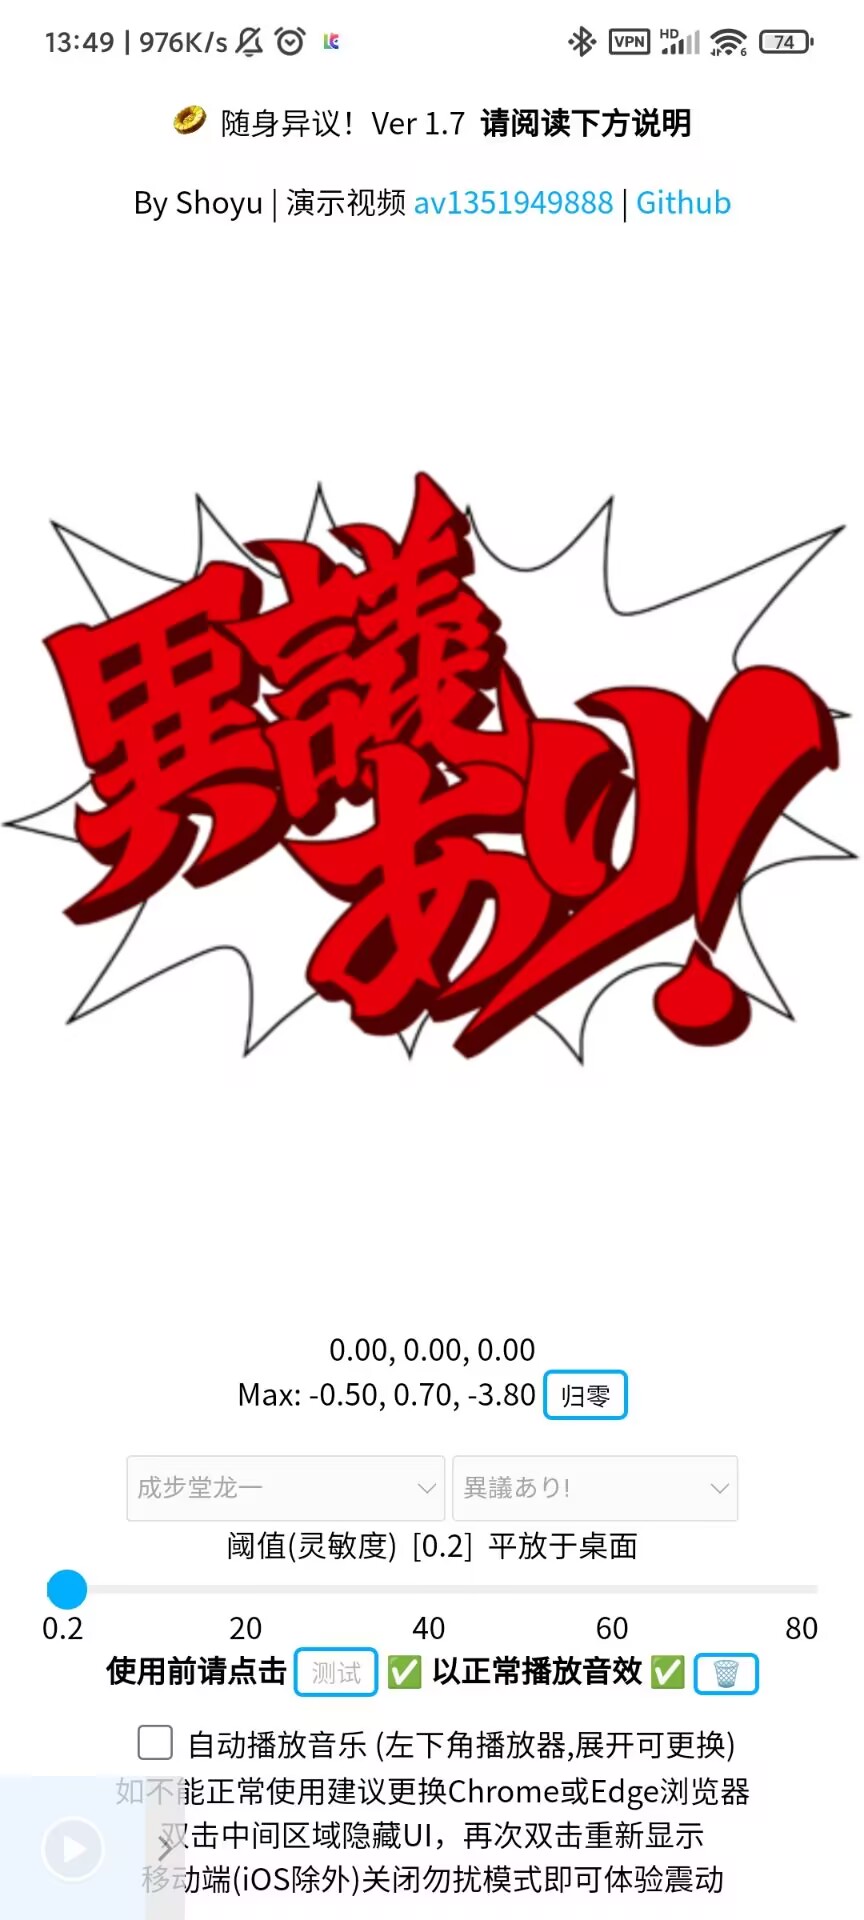 13:49 | 976K/s
VPN HD 6 74
随身异议！Ver 1.7 请阅读下方说明
By Shoyu | 演示视频 av1351949888 | Github
異議
あり!
0.00, 0.00, 0.00
Max: -0.50, 0.70, -3.80 归零
成步堂龙一 異議あり!
阈值(灵敏度) [0.2] 平放于桌面
0.2 20 40 60 80
使用前请点击 测试 ✅ 以正常播放音效 ✅ 🗑️
自动播放音乐 (左下角播放器,展开可更换)
如不能正常使用建议更换Chrome或Edge浏览器
双击中间区域隐藏UI，再次双击重新显示
移动端(iOS除外)关闭勿扰模式即可体验震动